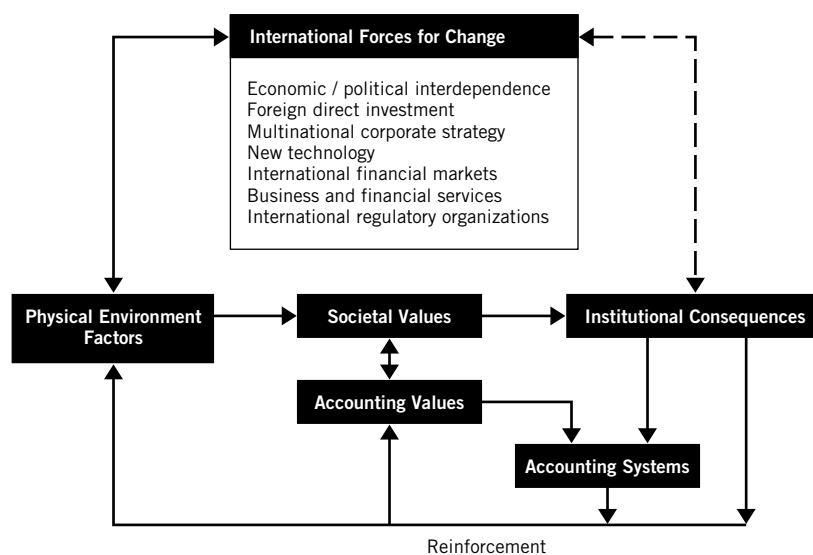 International Forces for Change
Economic / political interdependence
Foreign direct investment
Multinational corporate strategy
New technology
International financial markets
Business and financial services
International regulatory organizations
Physical Environment
Factors
Societal Values
Institutional Consequences
Accounting Values
Accounting Systems
Reinforcement